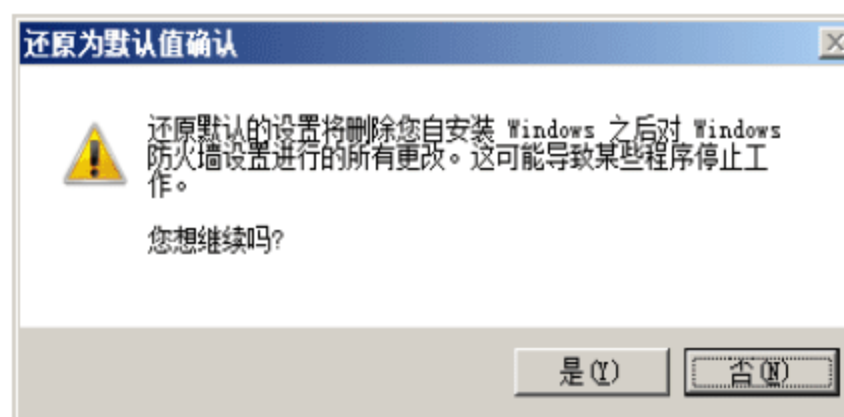 还原为默认值确认
还原默认的设置将删除您自安装 Windows 之后对 Windows
防火墙设置进行的所有更改。这可能导致某些程序停止工
作。
您想继续吗?
是(Y)
否(N)